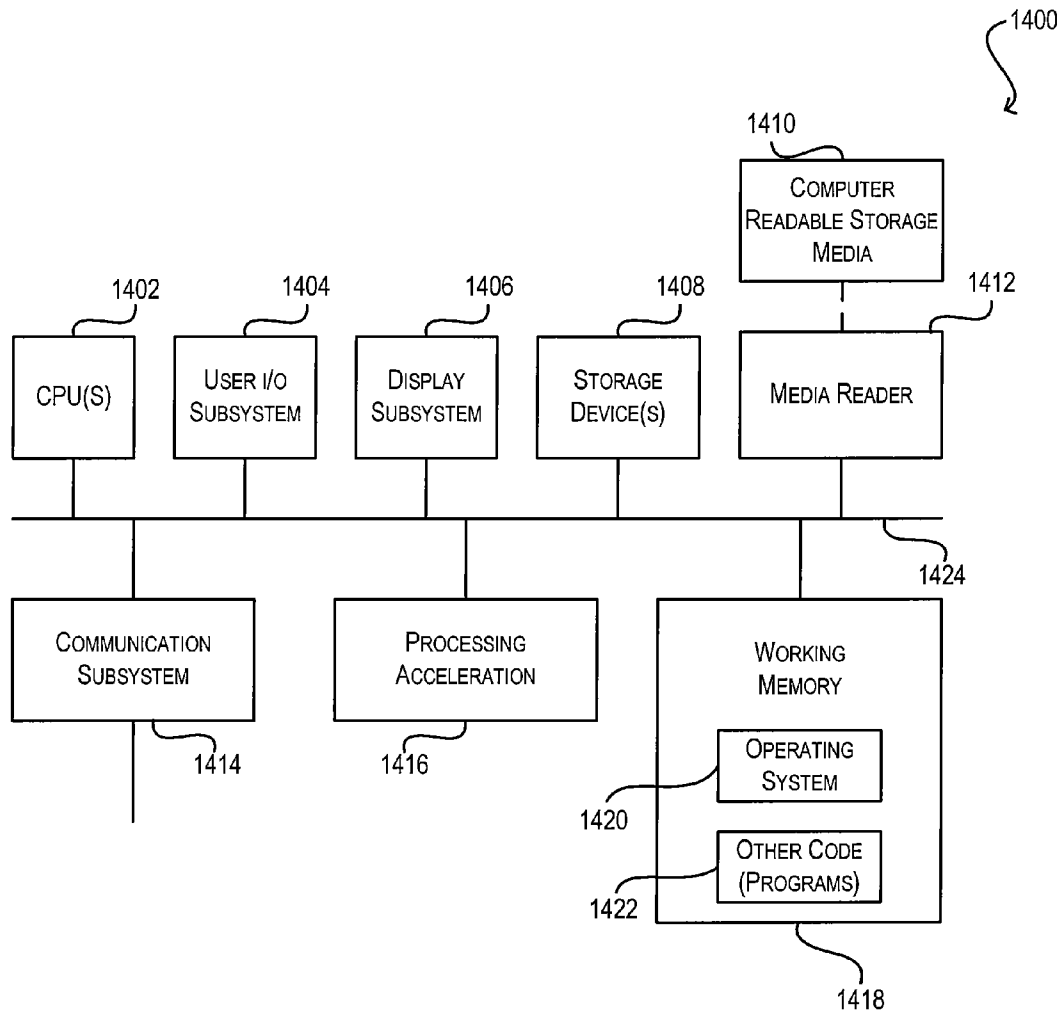 1400
1410
COMPUTER
READABLE STORAGE
MEDIA
1402
1404
1406
1408
1412
CPU(S)
USER I/O
SUBSYSTEM
DISPLAY
SUBSYSTEM
STORAGE
DEVICE(S)
MEDIA READER
1424
COMMUNICATION
SUBSYSTEM
PROCESSING
ACCELERATION
WORKING
MEMORY
1414
1416
OPERATING
SYSTEM
1420
OTHER CODE
(PROGRAMS)
1422
1418